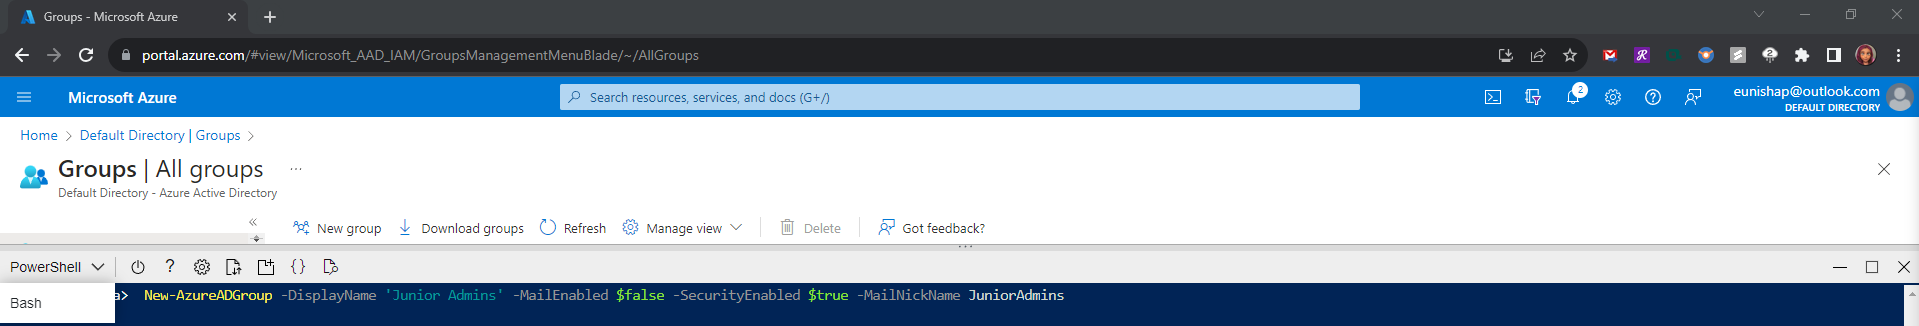 Groups - Microsoft Azure
portal.azure.com/#view/Microsoft_AAD_IAM/GroupsManagementMenuBlade/~/AllGroups
Microsoft Azure
Search resources, services, and docs (G+/)
2
eunishap@outlook.com
DEFAULT DIRECTORY
Home > Default Directory | Groups >
Groups | All groups ...
Default Directory - Azure Active Directory
« New group Download groups Refresh Manage view Delete Got feedback?
PowerShell ? {}
Bash
a> New-AzureADGroup -DisplayName 'Junior Admins' -MailEnabled $false -SecurityEnabled $true -MailNickName JuniorAdmins